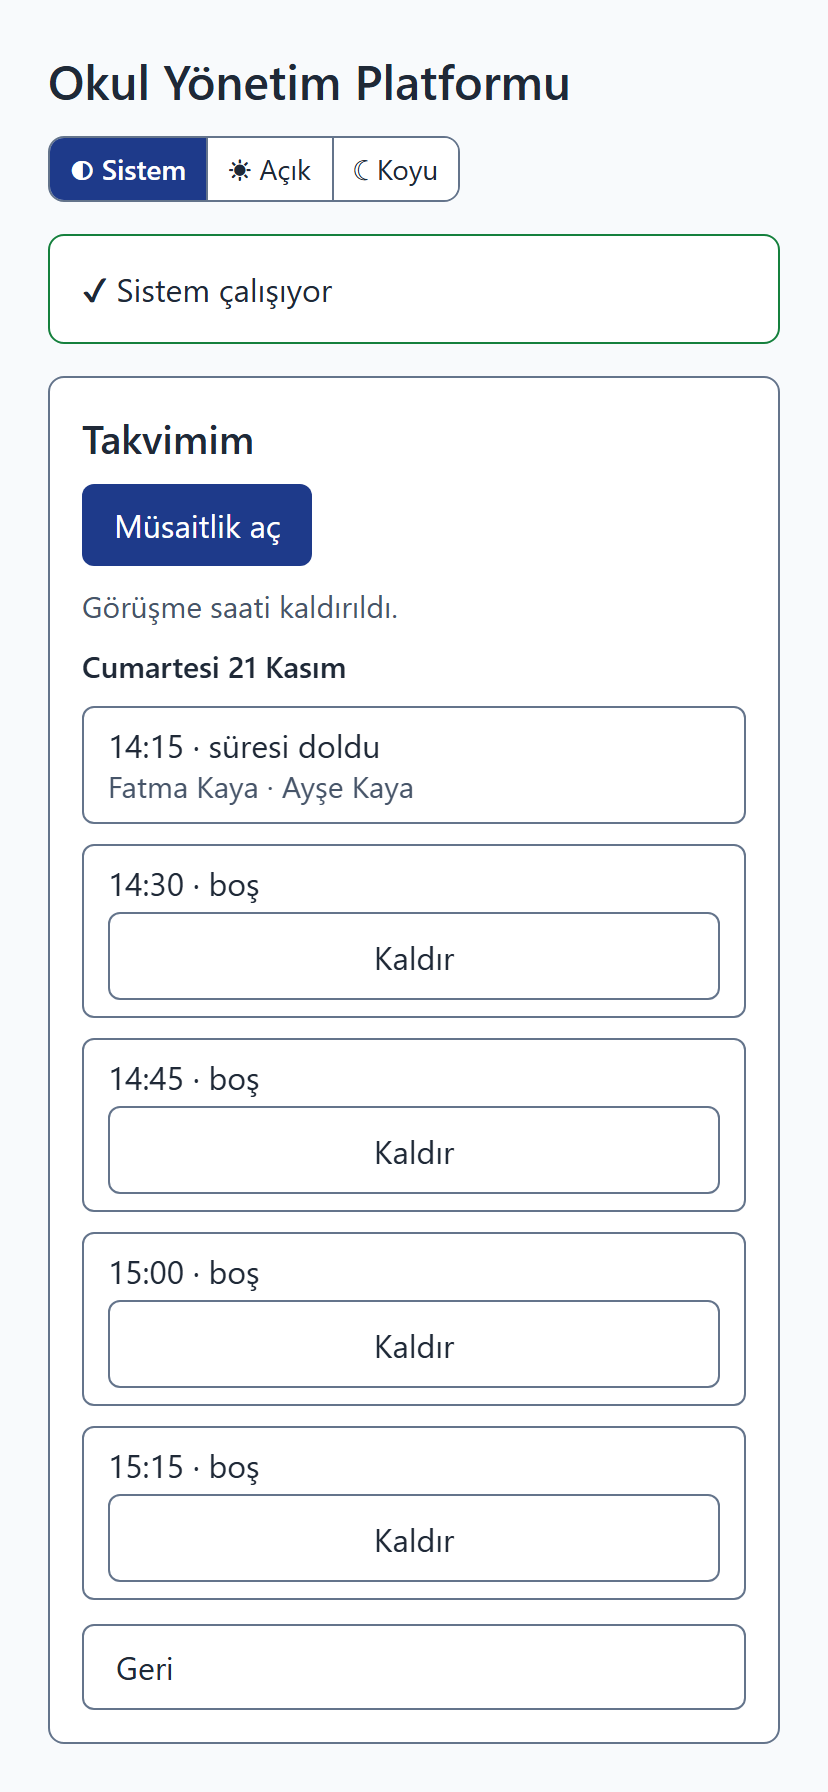 Okul Yönetim Platformu
◐ Sistem ☀ Açık ☾ Koyu
✓ Sistem çalışıyor
Takvimim
Müsaitlik aç
Görüşme saati kaldırıldı.
Cumartesi 21 Kasım
14:15 · süresi doldu
Fatma Kaya · Ayşe Kaya
14:30 · boş
Kaldır
14:45 · boş
Kaldır
15:00 · boş
Kaldır
15:15 · boş
Kaldır
Geri